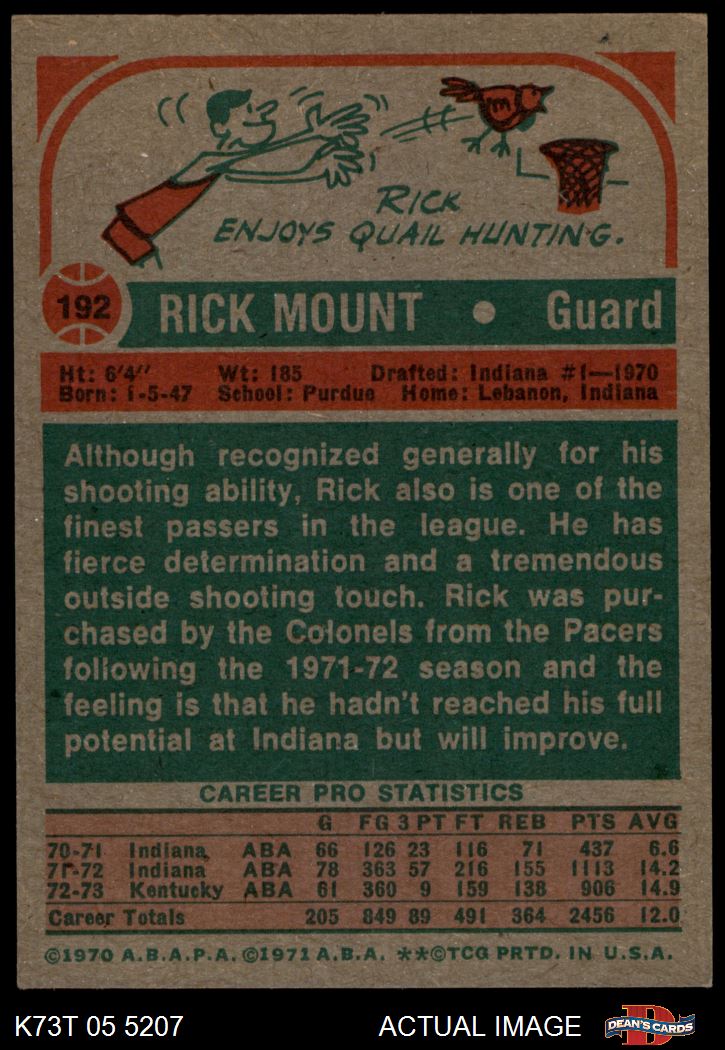 m
RICK
ENJOYS QUAIL HUNTING.
192 RICK MOUNT • Guard
Ht: 6'4" Wt: 185 Drafted: Indiana #1—1970
Born: 1-5-47 School: Purdue Home: Lebanon, Indiana
Although recognized generally for his
shooting ability, Rick also is one of the
finest passers in the league. He has
fierce determination and a tremendous
outside shooting touch. Rick was pur-
chased by the Colonels from the Pacers
following the 1971-72 season and the
feeling is that he hadn't reached his full
potential at Indiana but will improve.
CAREER PRO STATISTICS
G FG 3 PT FT REB PTS AVG
70-71 Indiana ABA 66 126 23 116 71 437 6.6
71-72 Indiana ABA 78 363 57 216 155 1113 14.2
72-73 Kentucky ABA 61 360 9 159 138 906 14.9
Career Totals 205 849 89 491 364 2456 12.0
©1970 A.B.A.P.A. ©1971 A.B.A. **©TCG PRTD. IN U.S.A.
K73T 05 5207 ACTUAL IMAGE DEAN'S CARDS